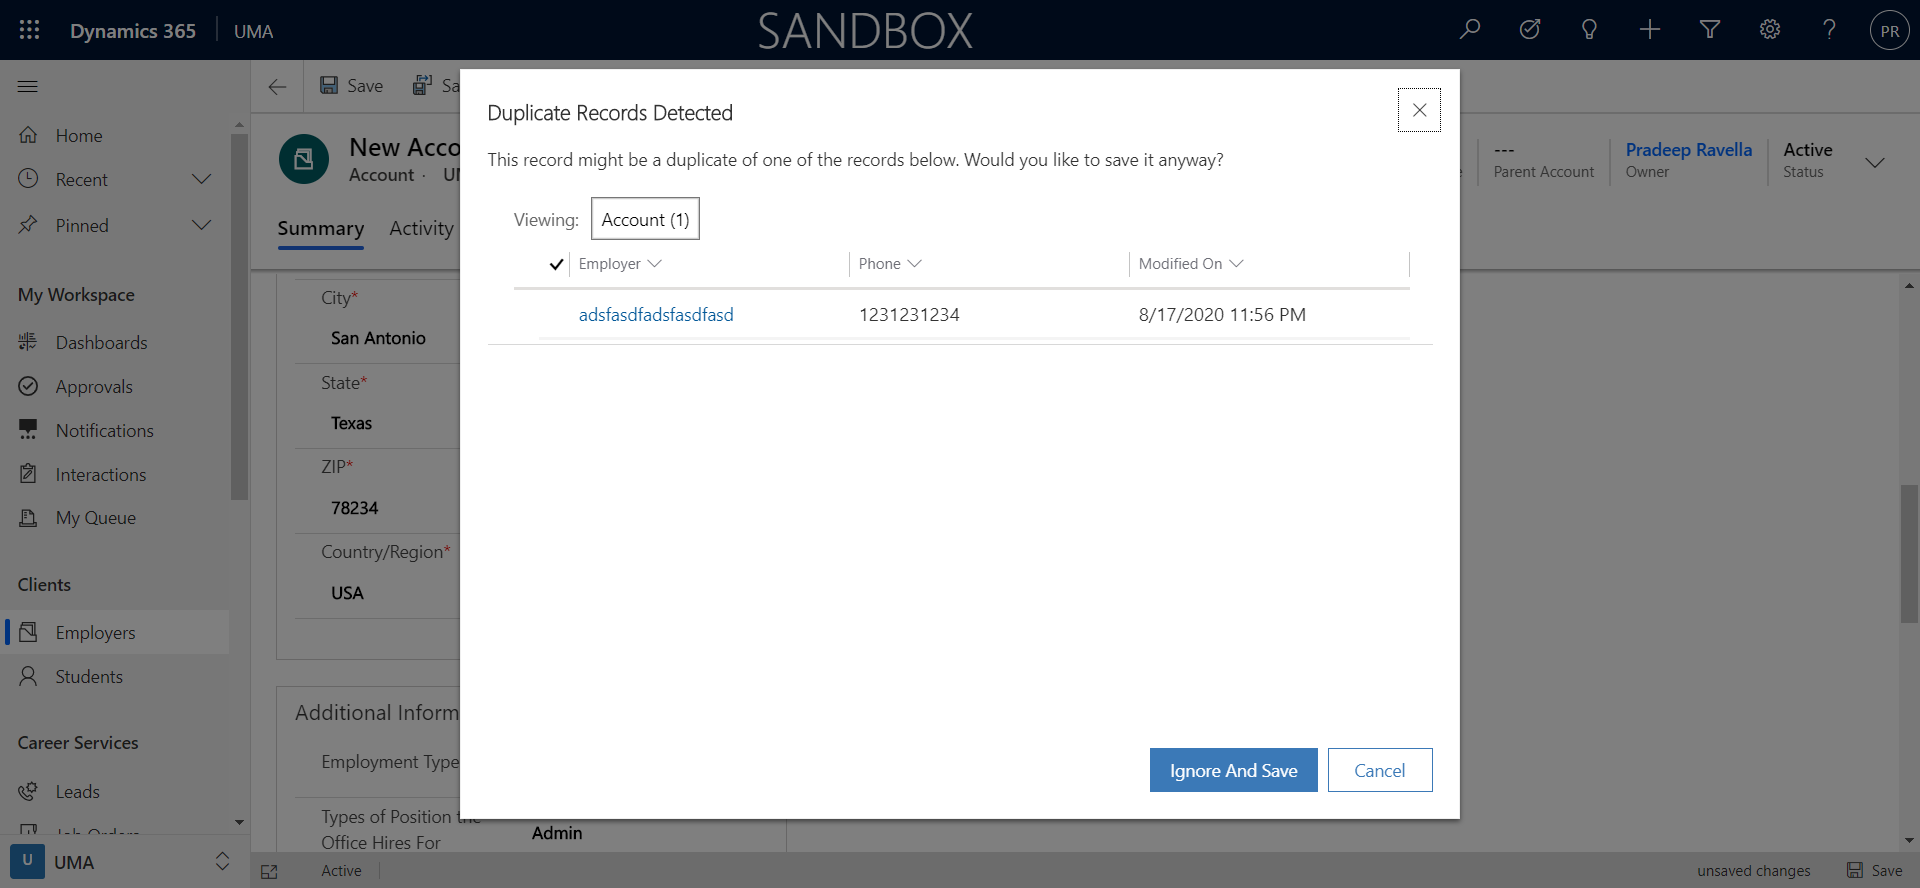 Dynamics 365
UMA
SANDBOX
PR
Save
Sa
Home
Recent
Pinned
My Workspace
Dashboards
Approvals
Notifications
Interactions
My Queue
Clients
Employers
Students
Career Services
Leads
Job Orders
U
UMA
New Acco
Account ·
Summary
Activity
---
Parent Account
Pradeep Ravella
Owner
Active
Status
City*
San Antonio
State*
Texas
ZIP*
78234
Country/Region*
USA
Additional Inform
Employment Type
Types of Position the
Office Hires For
Admin
Duplicate Records Detected
This record might be a duplicate of one of the records below. Would you like to save it anyway?
Viewing:
Account (1)
Employer
Phone
Modified On
adsfasdfadsfasdfasd
1231231234
8/17/2020 11:56 PM
Ignore And Save
Cancel
Active
unsaved changes
Save